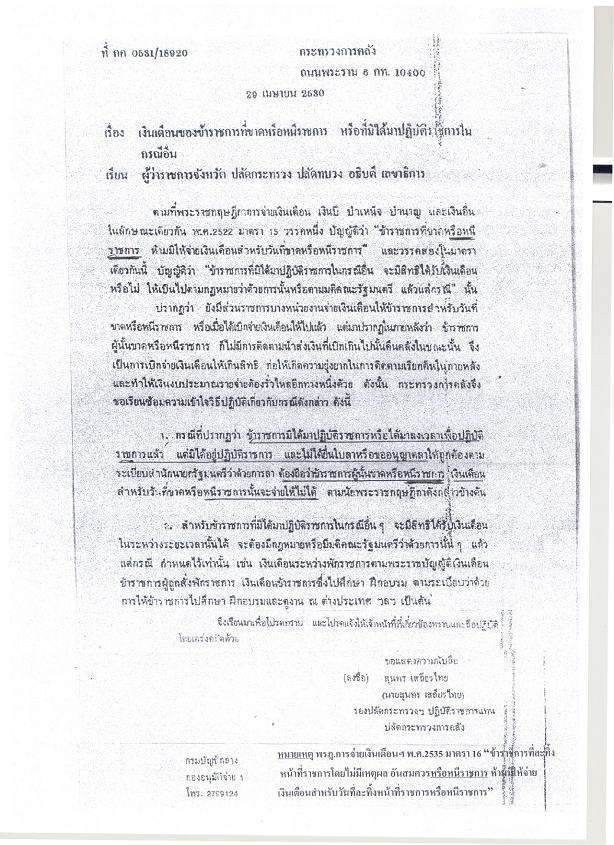 ที่ กค 0531/18920
กระทรวงการคลัง
ถนนพระราม 6 กท. 10400
29 เมษายน 2530
เรื่อง เงินเดือนของข้าราชการที่ขาดหรือหนีราชการ หรือที่มิได้มาปฏิบัติราชการใน
กรณีอื่น
เรียน ผู้ว่าราชการจังหวัด ปลัดกระทรวง ปลัดทบวง อธิบดี เลขาธิการ
ตามที่พระราชกฤษฎีกาการจ่ายเงินเดือน เงินปี บำเหน็จ บำนาญ และเงินอื่น
ในลักษณะเดียวกัน พ.ศ.2522 มาตรา 15 วรรคหนึ่ง บัญญัติว่า "ข้าราชการที่ขาดหรือหนี
ราชการ ห้ามมิให้จ่ายเงินเดือนสำหรับวันที่ขาดหรือหนีราชการ" และวรรคสองในมาตรา
เดียวกันนี้ บัญญัติว่า "ข้าราชการที่มิได้มาปฏิบัติราชการในกรณีอื่น จะมีสิทธิได้รับเงินเดือน
หรือไม่ ให้เป็นไปตามกฎหมายว่าด้วยการนั้นหรือตามมติคณะรัฐมนตรี แล้วแต่กรณี" นั้น
ปรากฏว่า ยังมีส่วนราชการบางหน่วยงานจ่ายเงินเดือนให้ข้าราชการสำหรับวันที่
ขาดหรือหนีราชการ หรือเมื่อได้เบิกจ่ายเงินเดือนให้ไปแล้ว แต่มาปรากฏในภายหลังว่า ข้าราชการ
ผู้นั้นขาดหรือหนีราชการ ก็ไม่มีการติดตามนำส่งเงินที่เบิกเกินไปนั้นคืนคลังในขณะนั้น จึง
เป็นการเบิกจ่ายเงินเดือนให้เกินสิทธิ ก่อให้เกิดความยุ่งยากในการติดตามเรียกคืนในภายหลัง
และทำให้เงินงบประมาณรายจ่ายต้องรั่วไหลอีกทางหนึ่งด้วย ดังนั้น กระทรวงการคลังจึง
ขอเรียนซ้อมความเข้าใจวิธีปฏิบัติเกี่ยวกับกรณีดังกล่าว ดังนี้
1. กรณีที่ปรากฏว่า ข้าราชการมิได้มาปฏิบัติราชการหรือได้มาลงเวลาเพื่อปฏิบัติ
ราชการแล้ว แต่มิได้อยู่ปฏิบัติราชการ และไม่ได้ยื่นใบลาหรือขออนุญาตลาให้ถูกต้องตาม
ระเบียบสำนักนายกรัฐมนตรีว่าด้วยการลา ต้องถือว่าข้าราชการผู้นั้นขาดหรือหนีราชการ เงินเดือน
สำหรับวันที่ขาดหรือหนีราชการนั้นจะจ่ายให้ไม่ได้ ตามนัยพระราชกฤษฎีกาดังกล่าวข้างต้น
2. สำหรับข้าราชการที่มิได้มาปฏิบัติราชการในกรณีอื่น ๆ จะมีสิทธิได้รับเงินเดือน
ในระหว่างระยะเวลานั้นได้ จะต้องมีกฎหมายหรือมีมติคณะรัฐมนตรีว่าด้วยการนั้น ๆ แล้ว
แต่กรณี กำหนดไว้เท่านั้น เช่น เงินเดือนระหว่างพักราชการตามพระราชบัญญัติเงินเดือน
ข้าราชการผู้ถูกสั่งพักราชการ เงินเดือนข้าราชการซึ่งไปศึกษา ฝึกอบรม ตามระเบียบว่าด้วย
การให้ข้าราชการไปศึกษา ฝึกอบรมและดูงาน ณ ต่างประเทศ ฯลฯ เป็นต้น
จึงเรียนมาเพื่อโปรดทราบ และโปรดแจ้งให้เจ้าหน้าที่ที่เกี่ยวข้องทราบและถือปฏิบัติ
โดยเคร่งครัดด้วย
ขอแสดงความนับถือ
(ลงชื่อ) สุนทร เสถียรไทย
(นายสุนทร เสถียรไทย)
รองปลัดกระทรวงฯ ปฏิบัติราชการแทน
ปลัดกระทรวงการคลัง
กรมบัญชีกลาง
กองอนุมัติจ่าย 1
โทร. 2799124
หมายเหตุ พรฎ.การจ่ายเงินเดือนฯ พ.ศ.2535 มาตรา 16 "ข้าราชการที่ละทิ้ง
หน้าที่ราชการโดยไม่มีเหตุผล อันสมควรหรือหนีราชการ ห้ามมิให้จ่าย
เงินเดือนสำหรับวันที่ละทิ้งหน้าที่ราชการหรือหนีราชการ"